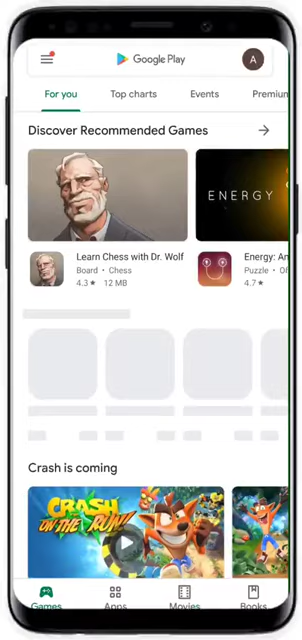 Google Play
A
For you
Top charts
Events
Premium
Discover Recommended Games
ENERGY
Learn Chess with Dr. Wolf
Board • Chess
4.3★ 12 MB
Energy: An
Puzzle • Of
4.7★
Crash is coming
CRASH
ON THE RUN!
Games
Apps
Movies
Books